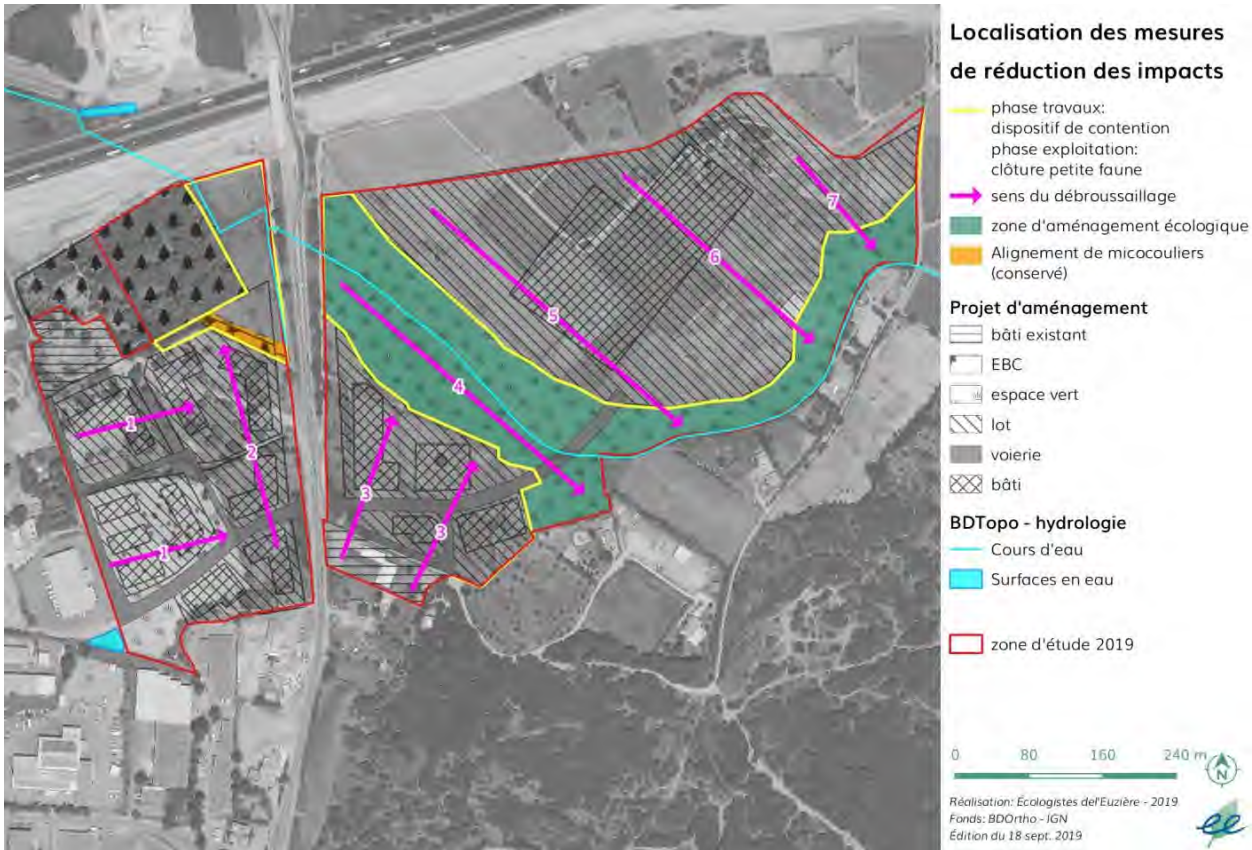 Localisation des mesures
de réduction des impacts
phase travaux:
dispositif de contention
phase exploitation:
clôture petite faune
sens du débroussaillage
zone d'aménagement écologique
Alignement de micocouliers
(conservé)
Projet d'aménagement
bâti existant
EBC
espace vert
lot
voierie
bâti
BDTopo - hydrologie
Cours d'eau
Surfaces en eau
zone d'étude 2019
0 80 160 240 m
N
Réalisation: Écologistes del'Euzière - 2019
Fonds: BDOrtho - IGN
Édition du 18 sept. 2019
ee
7
6
5
4
1
2
3
3
1